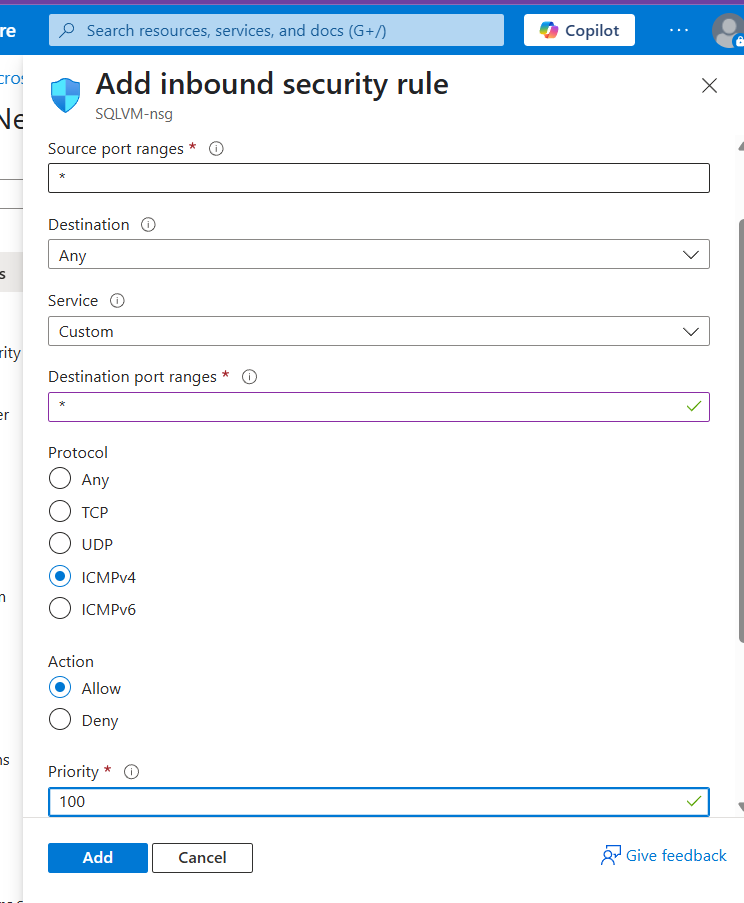 re
Search resources, services, and docs (G+/)
Copilot
...
cros
Ne
Add inbound security rule
SQLVM-nsg
Source port ranges *
*
Destination
Any
s
Service
Custom
rity
Destination port ranges *
*
er
Protocol
Any
TCP
UDP
ICMPv4
n
ICMPv6
Action
Allow
Deny
ns
Priority *
100
Add
Cancel
Give feedback